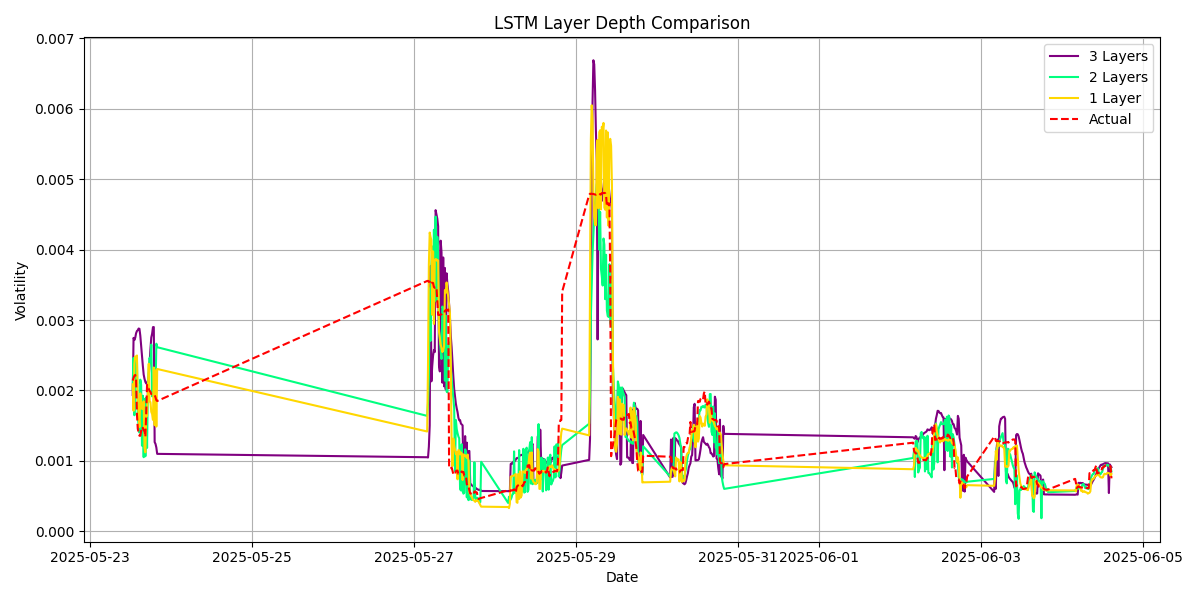 LSTM Layer Depth Comparison
0.007
0.006
0.005
0.004
0.003
0.002
0.001
0.000
Volatility
3 Layers
2 Layers
1 Layer
Actual
2025-05-23
2025-05-25
2025-05-27
2025-05-29
2025-05-31
2025-06-01
2025-06-03
2025-06-05
Date